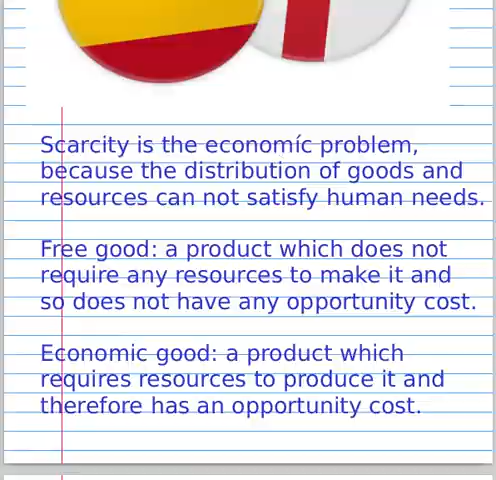 Scarcity is the economíc problem,
because the distribution of goods and
resources can not satisfy human needs.
Free good: a product which does not
require any resources to make it and
so does not have any opportunity cost.
Economic good: a product which
requires resources to produce it and
therefore has an opportunity cost.